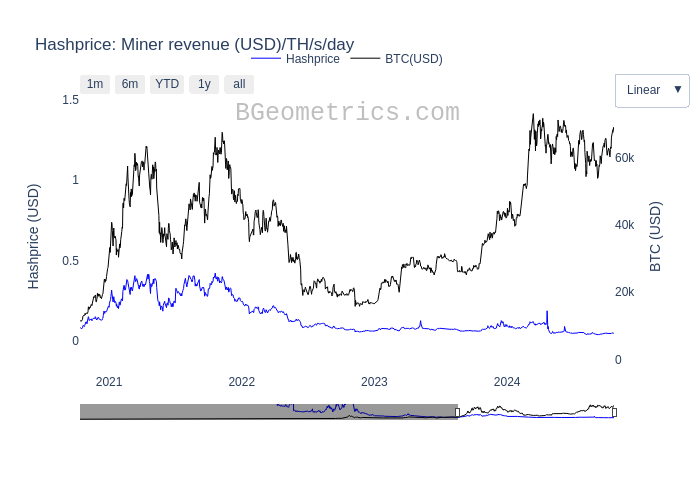 Hashprice: Miner revenue (USD)/TH/s/day
Hashprice BTC(USD)
1m 6m YTD 1y all
Linear ▼
BGeometrics.com
1.5
1
0.5
0
Hashprice (USD)
60k
40k
20k
0
BTC (USD)
2021 2022 2023 2024